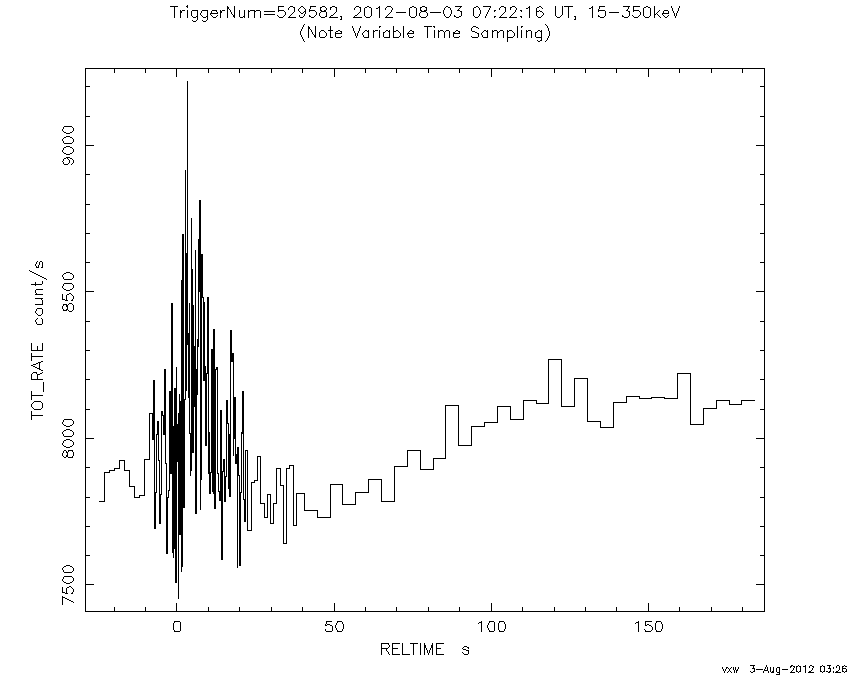 TriggerNum=529582, 2012-08-03 07:22:16 UT, 15-350keV
(Note Variable Time Sampling)
TOT_RATE count/s
9000
8500
8000
7500
0 50 100 150
RELTIME s
vxw 3-Aug-2012 03:26